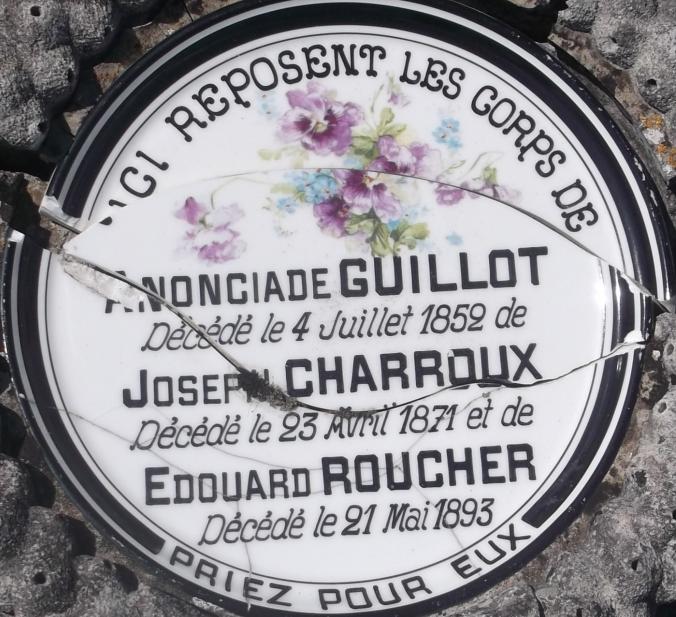 ICI REPOSENT LES CORPS DE
ANONCIADE GUILLOT
Décédé le 4 Juillet 1852 de
JOSEPH CHARROUX
Décédé le 23 Avril 1871 et de
EDOUARD ROUCHER
Décédé le 21 Mai 1893
PRIEZ POUR EUX